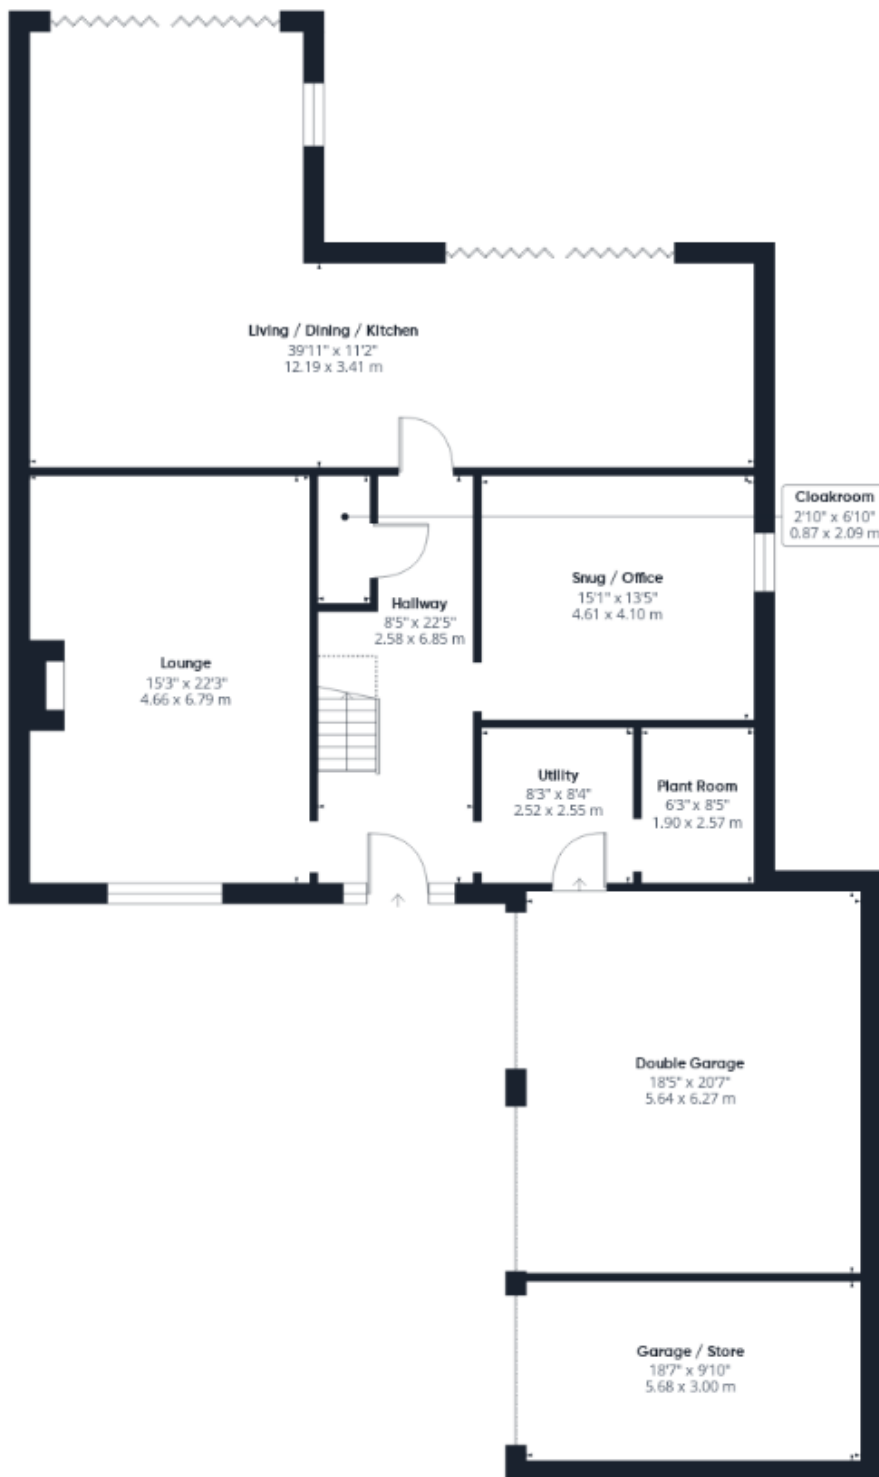 Living / Dining / Kitchen
39'11" x 11'2"
12.19 x 3.41 m
Cloakroom
2'10" x 6'10"
0.87 x 2.09 m
Snug / Office
15'1" x 13'5"
4.61 x 4.10 m
Hallway
8'5" x 22'5"
2.58 x 6.85 m
Lounge
15'3" x 22'3"
4.66 x 6.79 m
Utility
8'3" x 8'4"
2.52 x 2.55 m
Plant Room
6'3" x 8'5"
1.90 x 2.57 m
Double Garage
18'5" x 20'7"
5.64 x 6.27 m
Garage / Store
18'7" x 9'10"
5.68 x 3.00 m